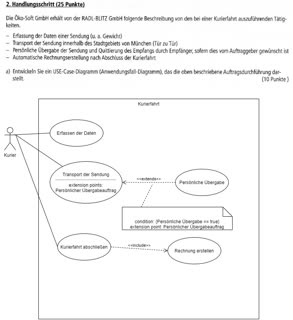 2. Handlungsschritt (25 Punkte)
Die Öko-Soft GmbH erhält von der RADL-BLITZ GmbH folgende Beschreibung von den bei einer Kurierfahrt auszuführenden Tätig-
keiten.
– Erfassung der Daten einer Sendung (u. a. Gewicht)
– Transport der Sendung innerhalb des Stadtgebiets von München (Tür zu Tür)
– Persönliche Übergabe der Sendung und Quittierung des Empfangs durch Empfänger, sofern dies vom Auftraggeber gewünscht ist
– Automatische Rechnungserstellung nach Abschluss der Kurierfahrt
a) Entwickeln Sie ein USE-Case-Diagramm (Anwendungsfall-Diagramm), das die oben beschriebene Auftragsdurchführung dar-
stellt. (10 Punkte)
Kurierfahrt
Erfassen der Daten
Kurier
Transport der Sendung
extension points:
Persönlicher Übergabeauftrag
<<extends>>
Persönliche Übergabe
condition: {Persönliche Übergabe == true}
extension point: Persönlicher Übergabeauftrag
Kurierfahrt abschließen
<<include>>
Rechnung erstellen